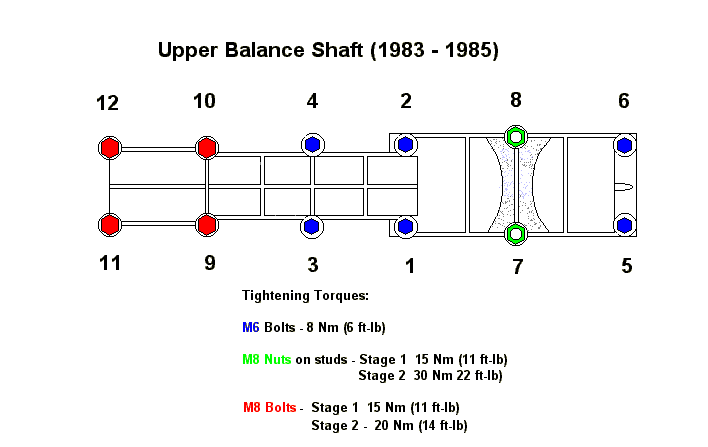 Upper Balance Shaft (1983 - 1985)
12 10 4 2 8 6
11 9 3 1 7 5
Tightening Torques:
M6 Bolts - 8 Nm (6 ft-lb)
M8 Nuts on studs - Stage 1 15 Nm (11 ft-lb)
Stage 2 30 Nm 22 ft-lb)
M8 Bolts - Stage 1 15 Nm (11 ft-lb)
Stage 2 - 20 Nm (14 ft-lb)